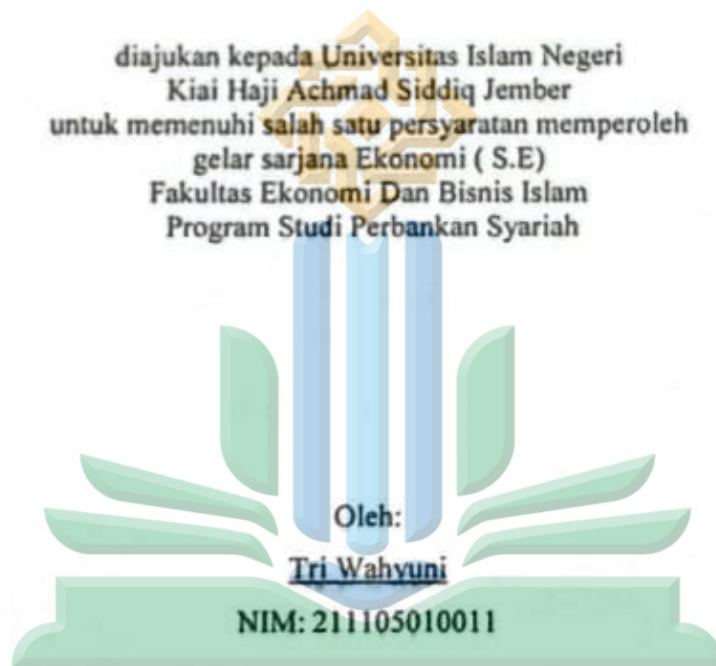 diajukan kepada Universitas Islam Negeri
Kiai Haji Achmad Siddiq Jember
untuk memenuhi salah satu persyaratan memperoleh
gelar sarjana Ekonomi ( S.E)
Fakultas Ekonomi Dan Bisnis Islam
Program Studi Perbankan Syariah
Oleh:
Tri Wahyuni
NIM: 211105010011